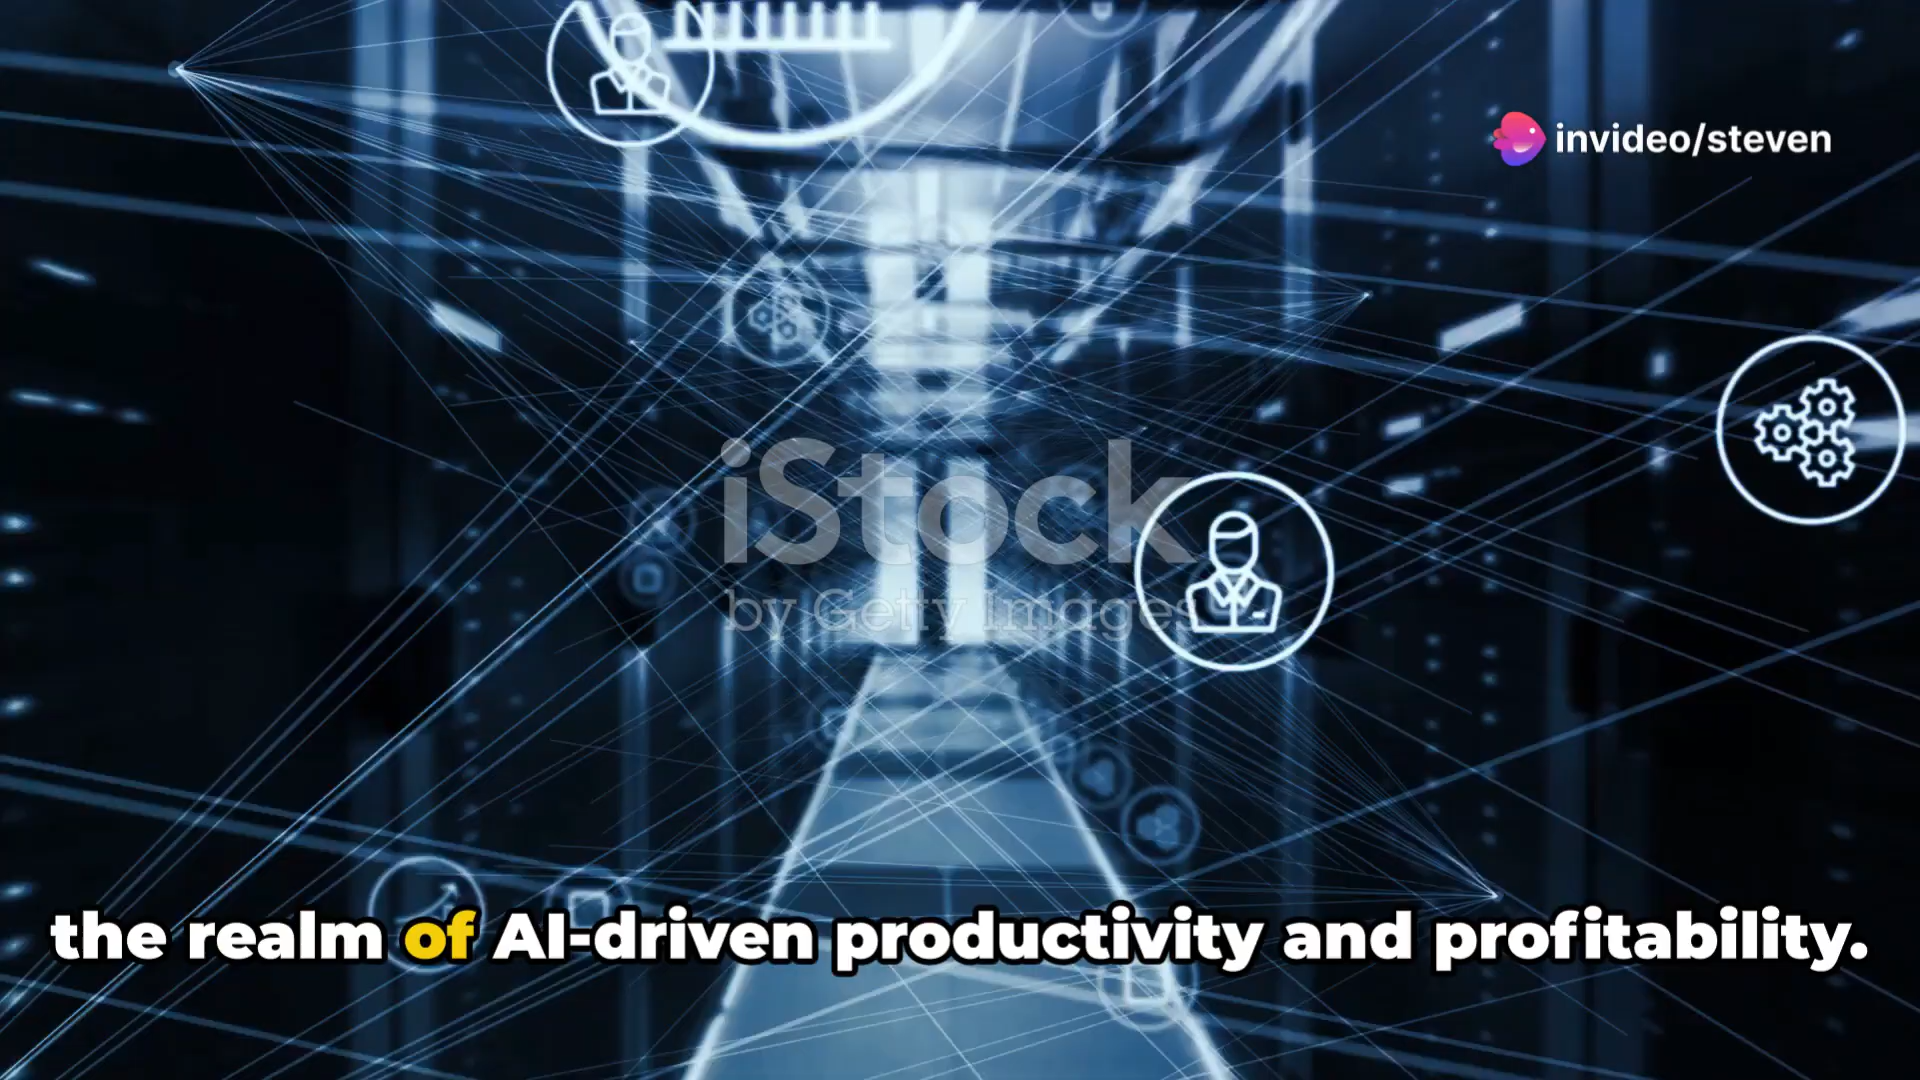 invideo/steven
iStock
by Getty Images
the realm of AI-driven productivity and profitability.